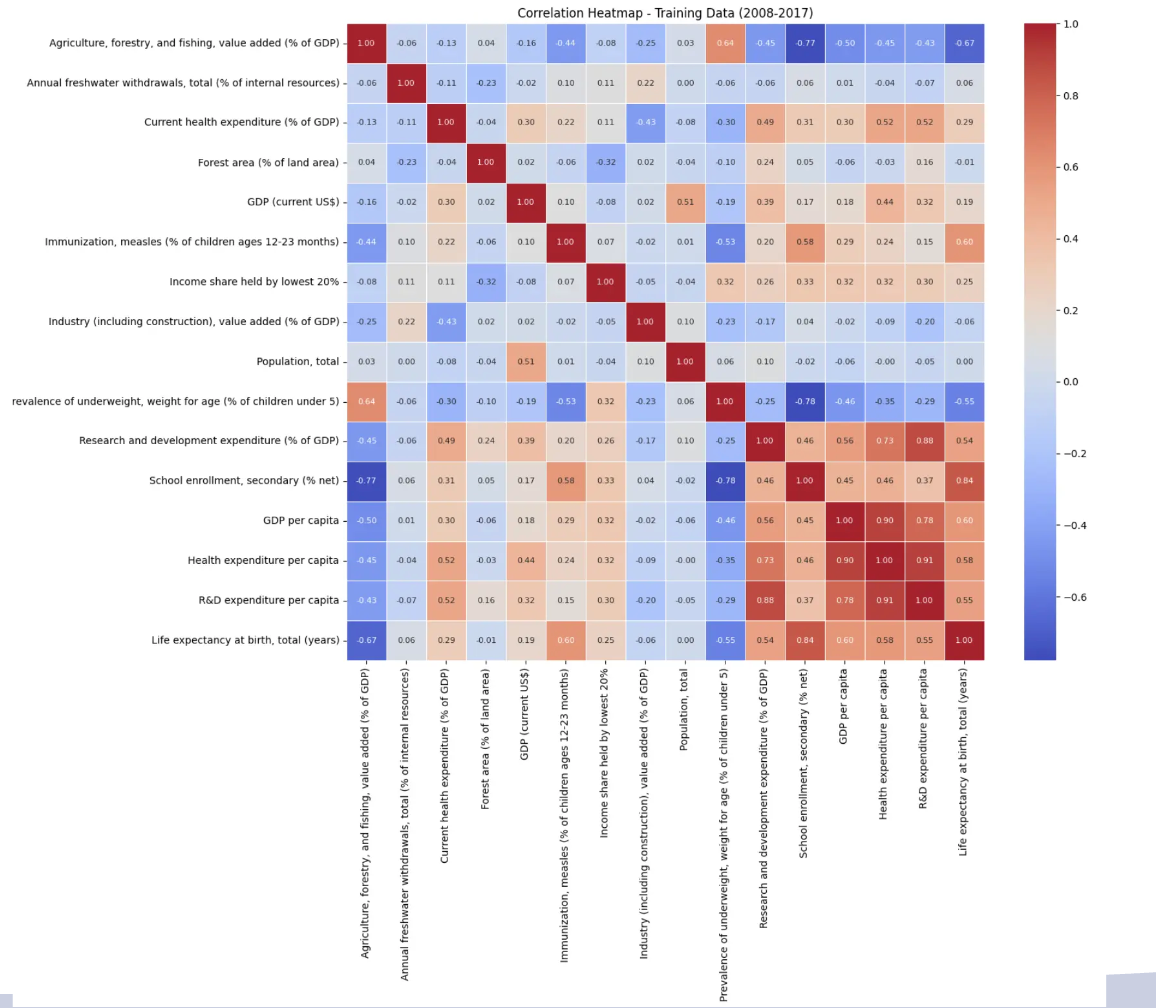 Correlation Heatmap - Training Data (2008-2017)
Agriculture, forestry, and fishing, value added (% of GDP) 1.00 -0.06 -0.13 0.04 -0.16 -0.44 -0.08 -0.25 0.03 0.64 -0.45 -0.77 -0.50 -0.45 -0.43 -0.67
Annual freshwater withdrawals, total (% of internal resources) -0.06 1.00 -0.11 -0.23 -0.02 0.10 0.11 0.22 0.00 -0.06 -0.06 0.06 0.01 -0.04 -0.07 0.06
Current health expenditure (% of GDP) -0.13 -0.11 1.00 -0.04 0.30 0.22 0.11 -0.43 -0.08 -0.30 0.49 0.31 0.30 0.52 0.52 0.29
Forest area (% of land area) 0.04 -0.23 -0.04 1.00 0.02 -0.06 -0.32 0.02 -0.04 -0.10 0.24 0.05 -0.06 -0.03 0.16 -0.01
GDP (current US$) -0.16 -0.02 0.30 0.02 1.00 0.10 -0.08 0.02 0.51 -0.19 0.39 0.17 0.18 0.44 0.32 0.19
Immunization, measles (% of children ages 12-23 months) -0.44 0.10 0.22 -0.06 0.10 1.00 0.07 -0.02 0.01 -0.53 0.20 0.58 0.29 0.24 0.15 0.60
Income share held by lowest 20% -0.08 0.11 0.11 -0.32 -0.08 0.07 1.00 -0.05 -0.04 0.32 0.26 0.33 0.32 0.32 0.30 0.25
Industry (including construction), value added (% of GDP) -0.25 0.22 -0.43 0.02 0.02 -0.02 -0.05 1.00 0.10 -0.23 -0.17 0.04 -0.02 -0.09 -0.20 -0.06
Population, total 0.03 0.00 -0.08 -0.04 0.51 0.01 -0.04 0.10 1.00 0.06 0.10 -0.02 -0.06 -0.00 -0.05 0.00
revalence of underweight, weight for age (% of children under 5) 0.64 -0.06 -0.30 -0.10 -0.19 -0.53 0.32 -0.23 0.06 1.00 -0.25 -0.78 -0.46 -0.35 -0.29 -0.55
Research and development expenditure (% of GDP) -0.45 -0.06 0.49 0.24 0.39 0.20 0.26 -0.17 0.10 -0.25 1.00 0.46 0.56 0.73 0.88 0.54
School enrollment, secondary (% net) -0.77 0.06 0.31 0.05 0.17 0.58 0.33 0.04 -0.02 -0.78 0.46 1.00 0.45 0.46 0.37 0.84
GDP per capita -0.50 0.01 0.30 -0.06 0.18 0.29 0.32 -0.02 -0.06 -0.46 0.56 0.45 1.00 0.90 0.78 0.60
Health expenditure per capita -0.45 -0.04 0.52 -0.03 0.44 0.24 0.32 -0.09 -0.00 -0.35 0.73 0.46 0.90 1.00 0.91 0.58
R&D expenditure per capita -0.43 -0.07 0.52 0.16 0.32 0.15 0.30 -0.20 -0.05 -0.29 0.88 0.37 0.78 0.91 1.00 0.55
Life expectancy at birth, total (years) -0.67 0.06 0.29 -0.01 0.19 0.60 0.25 -0.06 0.00 -0.55 0.54 0.84 0.60 0.58 0.55 1.00
Agriculture, forestry, and fishing, value added (% of GDP)
Annual freshwater withdrawals, total (% of internal resources)
Current health expenditure (% of GDP)
Forest area (% of land area)
GDP (current US$)
Immunization, measles (% of children ages 12-23 months)
Income share held by lowest 20%
Industry (including construction), value added (% of GDP)
Population, total
Prevalence of underweight, weight for age (% of children under 5)
Research and development expenditure (% of GDP)
School enrollment, secondary (% net)
GDP per capita
Health expenditure per capita
R&D expenditure per capita
Life expectancy at birth, total (years)
1.0
0.8
0.6
0.4
0.2
0.0
−0.2
−0.4
−0.6